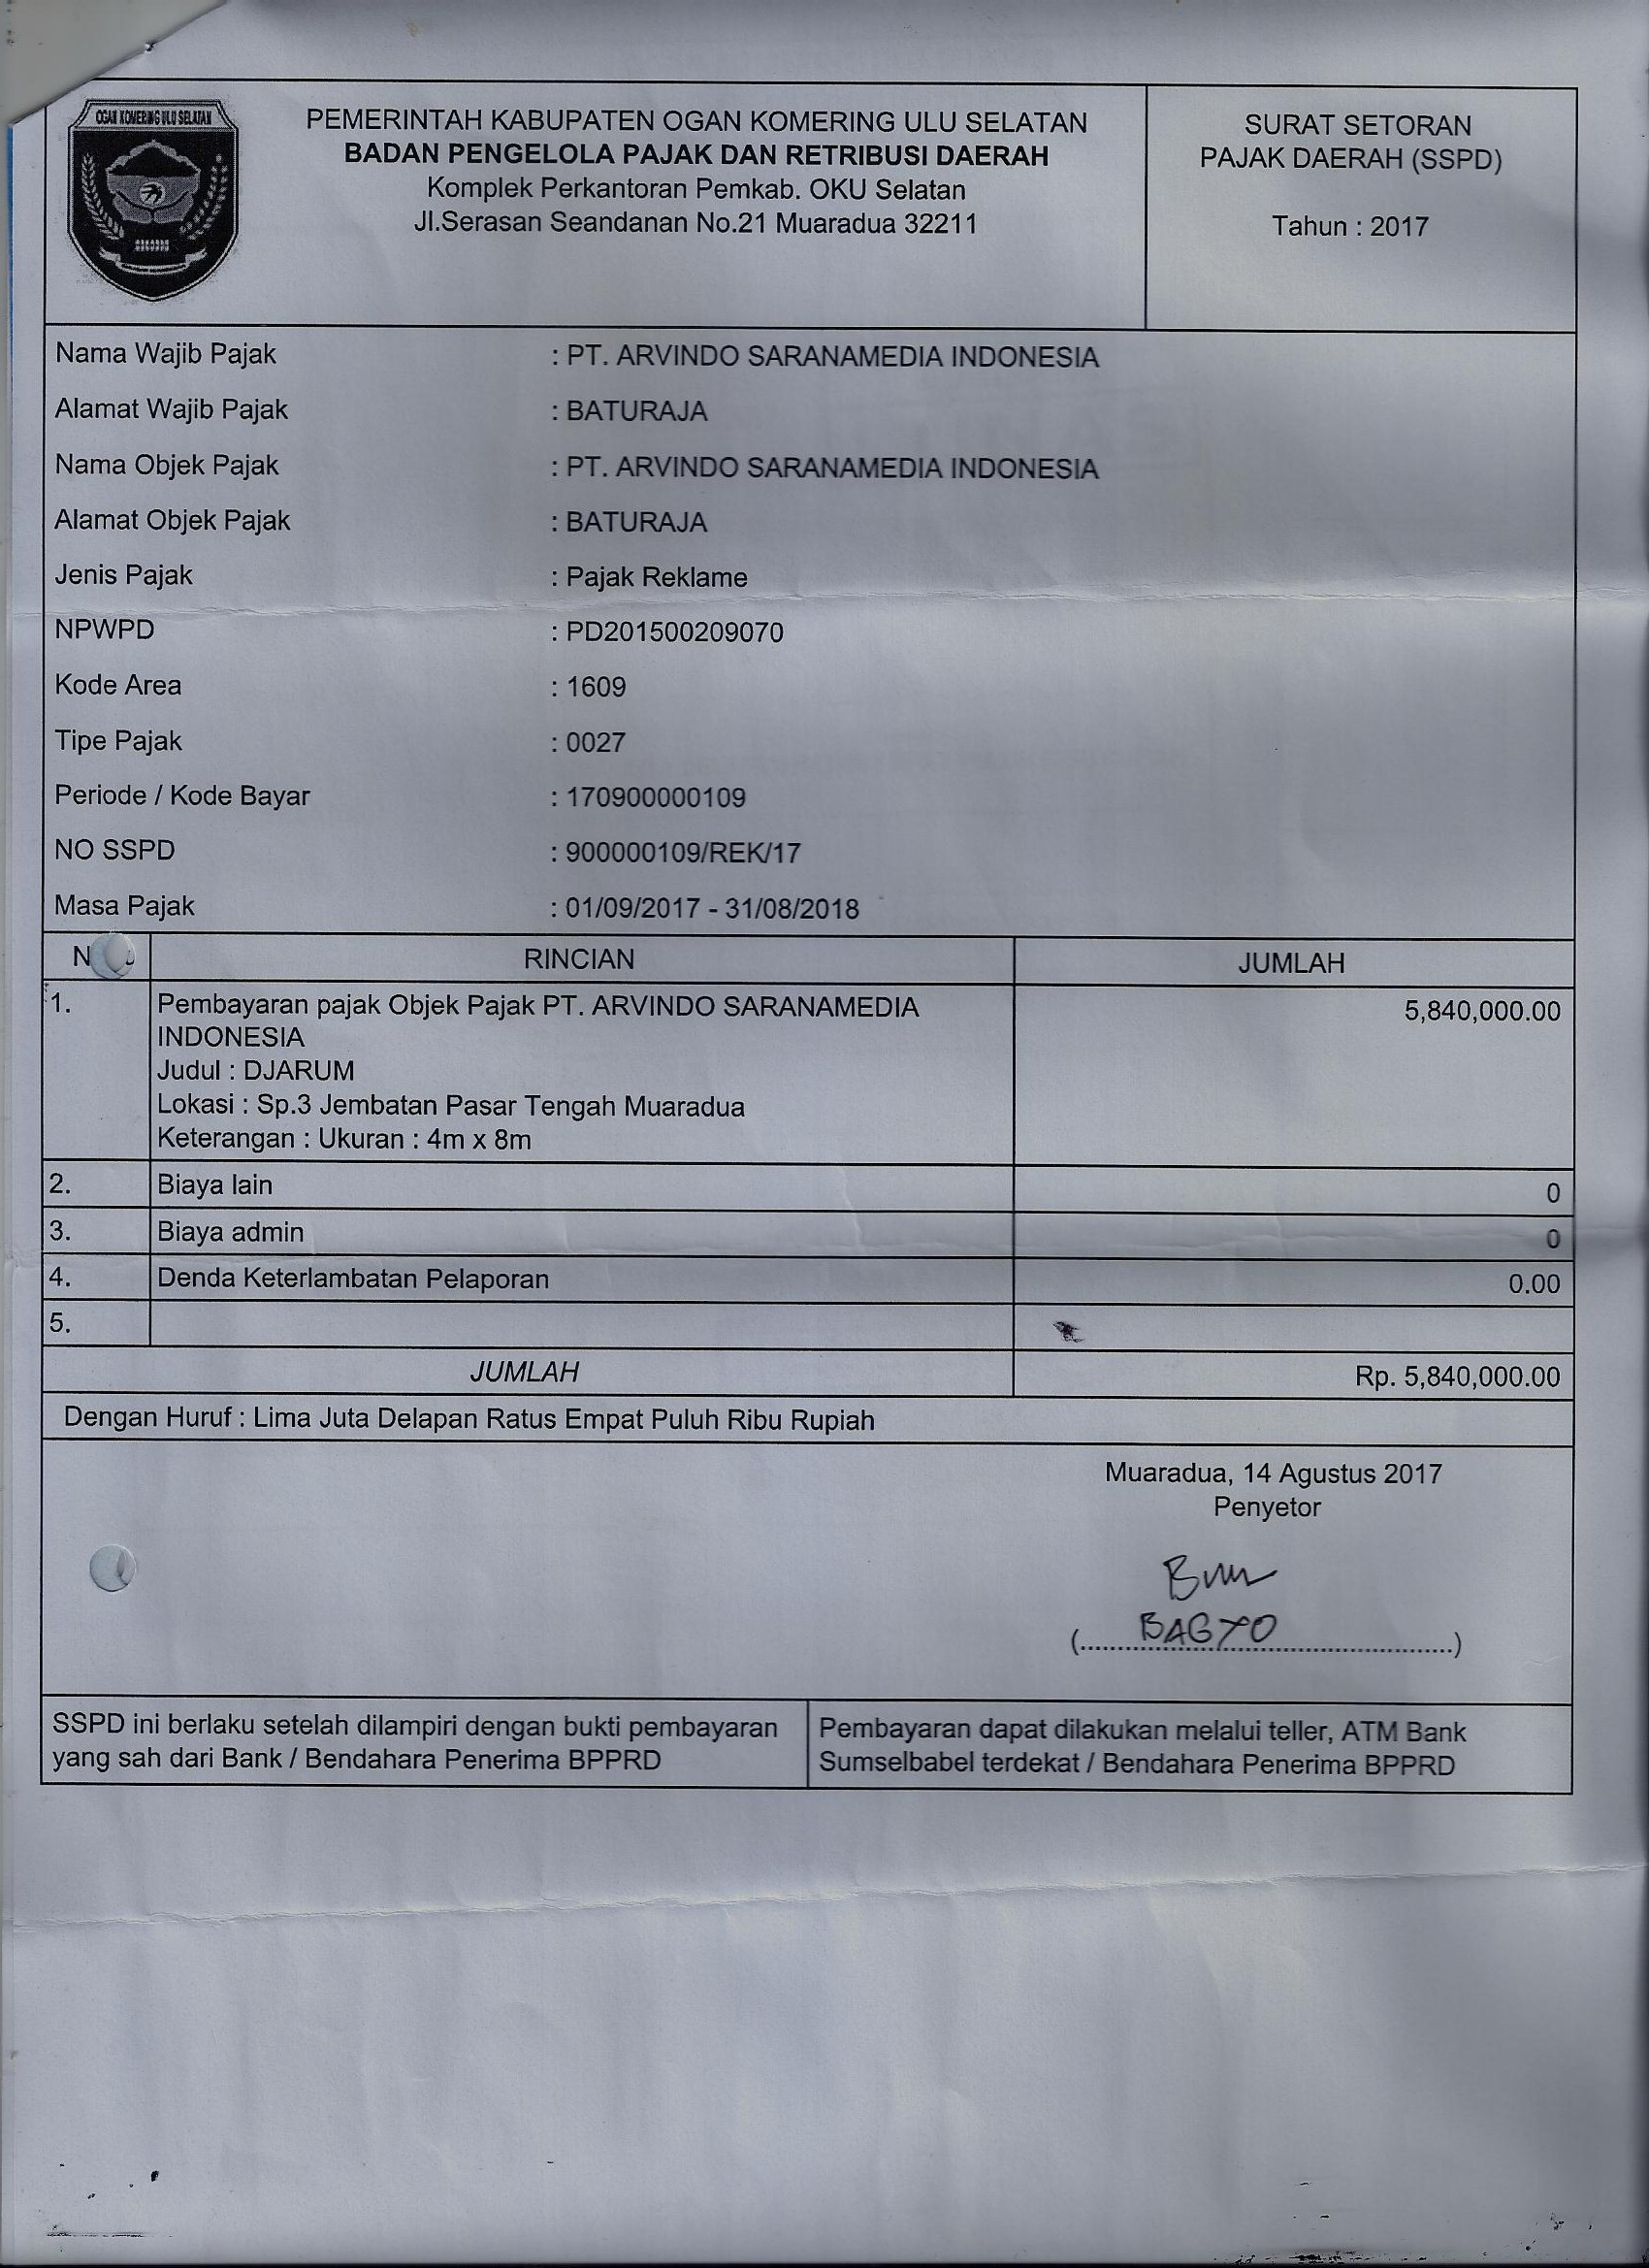 OGAN KOMERING ULU SELATAN
PEMERINTAH KABUPATEN OGAN KOMERING ULU SELATAN
BADAN PENGELOLA PAJAK DAN RETRIBUSI DAERAH
Komplek Perkantoran Pemkab. OKU Selatan
Jl.Serasan Seandanan No.21 Muaradua 32211
SURAT SETORAN
PAJAK DAERAH (SSPD)
Tahun : 2017
Nama Wajib Pajak : PT. ARVINDO SARANAMEDIA INDONESIA
Alamat Wajib Pajak : BATURAJA
Nama Objek Pajak : PT. ARVINDO SARANAMEDIA INDONESIA
Alamat Objek Pajak : BATURAJA
Jenis Pajak : Pajak Reklame
NPWPD : PD201500209070
Kode Area : 1609
Tipe Pajak : 0027
Periode / Kode Bayar : 170900000109
NO SSPD : 900000109/REK/17
Masa Pajak : 01/09/2017 - 31/08/2018
RINCIAN JUMLAH
1. Pembayaran pajak Objek Pajak PT. ARVINDO SARANAMEDIA 5,840,000.00
INDONESIA
Judul : DJARUM
Lokasi : Sp.3 Jembatan Pasar Tengah Muaradua
Keterangan : Ukuran : 4m x 8m
2. Biaya lain 0
3. Biaya admin 0
4. Denda Keterlambatan Pelaporan 0.00
5.
JUMLAH Rp. 5,840,000.00
Dengan Huruf : Lima Juta Delapan Ratus Empat Puluh Ribu Rupiah
Muaradua, 14 Agustus 2017
Penyetor
(BAGYO)
SSPD ini berlaku setelah dilampiri dengan bukti pembayaran
yang sah dari Bank / Bendahara Penerima BPPRD
Pembayaran dapat dilakukan melalui teller, ATM Bank
Sumselbabel terdekat / Bendahara Penerima BPPRD